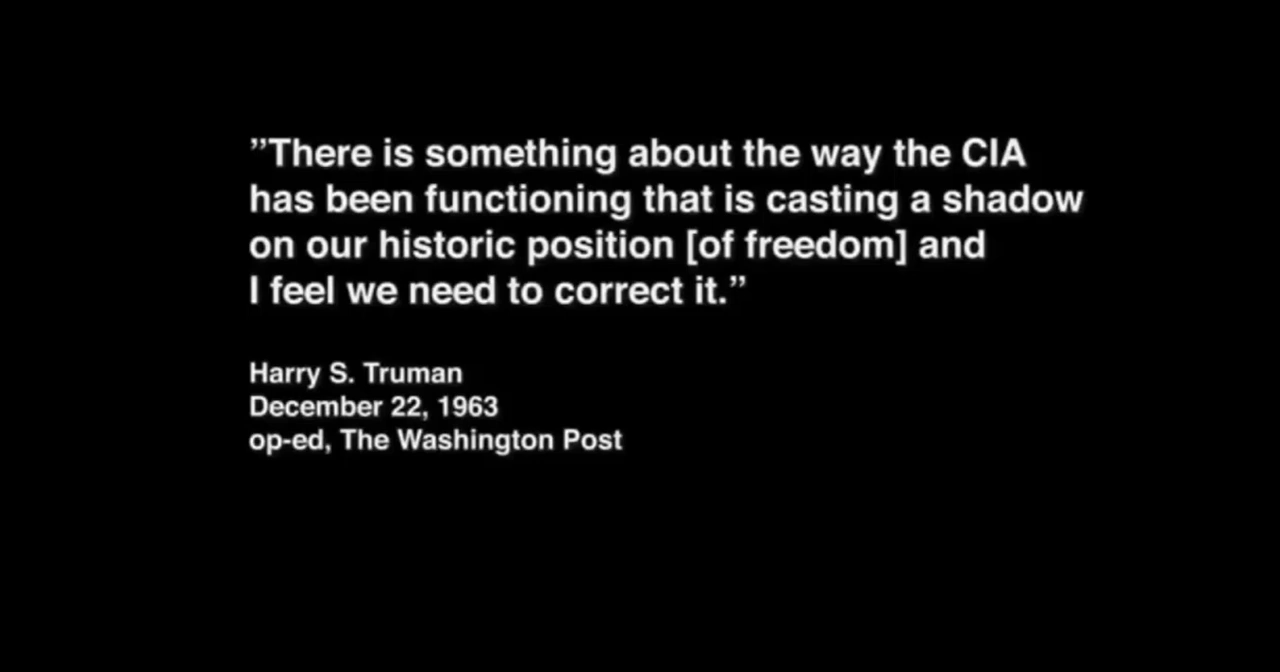 ”There is something about the way the CIA
has been functioning that is casting a shadow
on our historic position [of freedom] and
I feel we need to correct it.”
Harry S. Truman
December 22, 1963
op-ed, The Washington Post